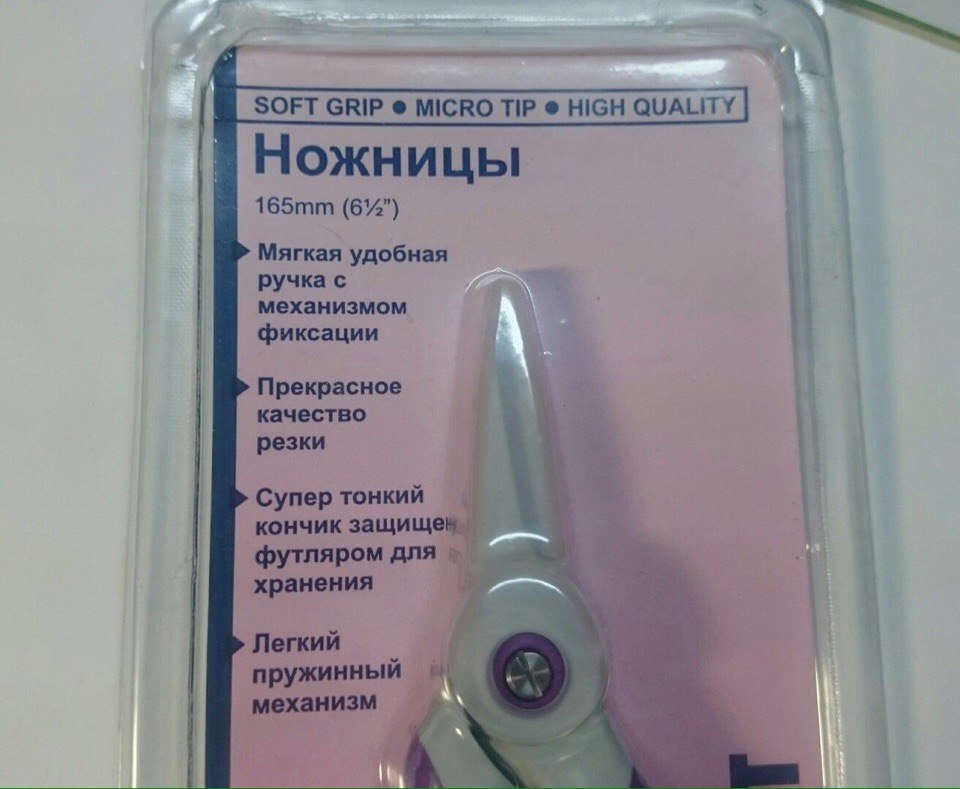 SOFT GRIP ● MICRO TIP ● HIGH QUALITY
Ножницы
165mm (6½”)
Мягкая удобная
ручка с
механизмом
фиксации
Прекрасное
качество
резки
Супер тонкий
кончик защищен
футляром для
хранения
Легкий
пружинный
механизм